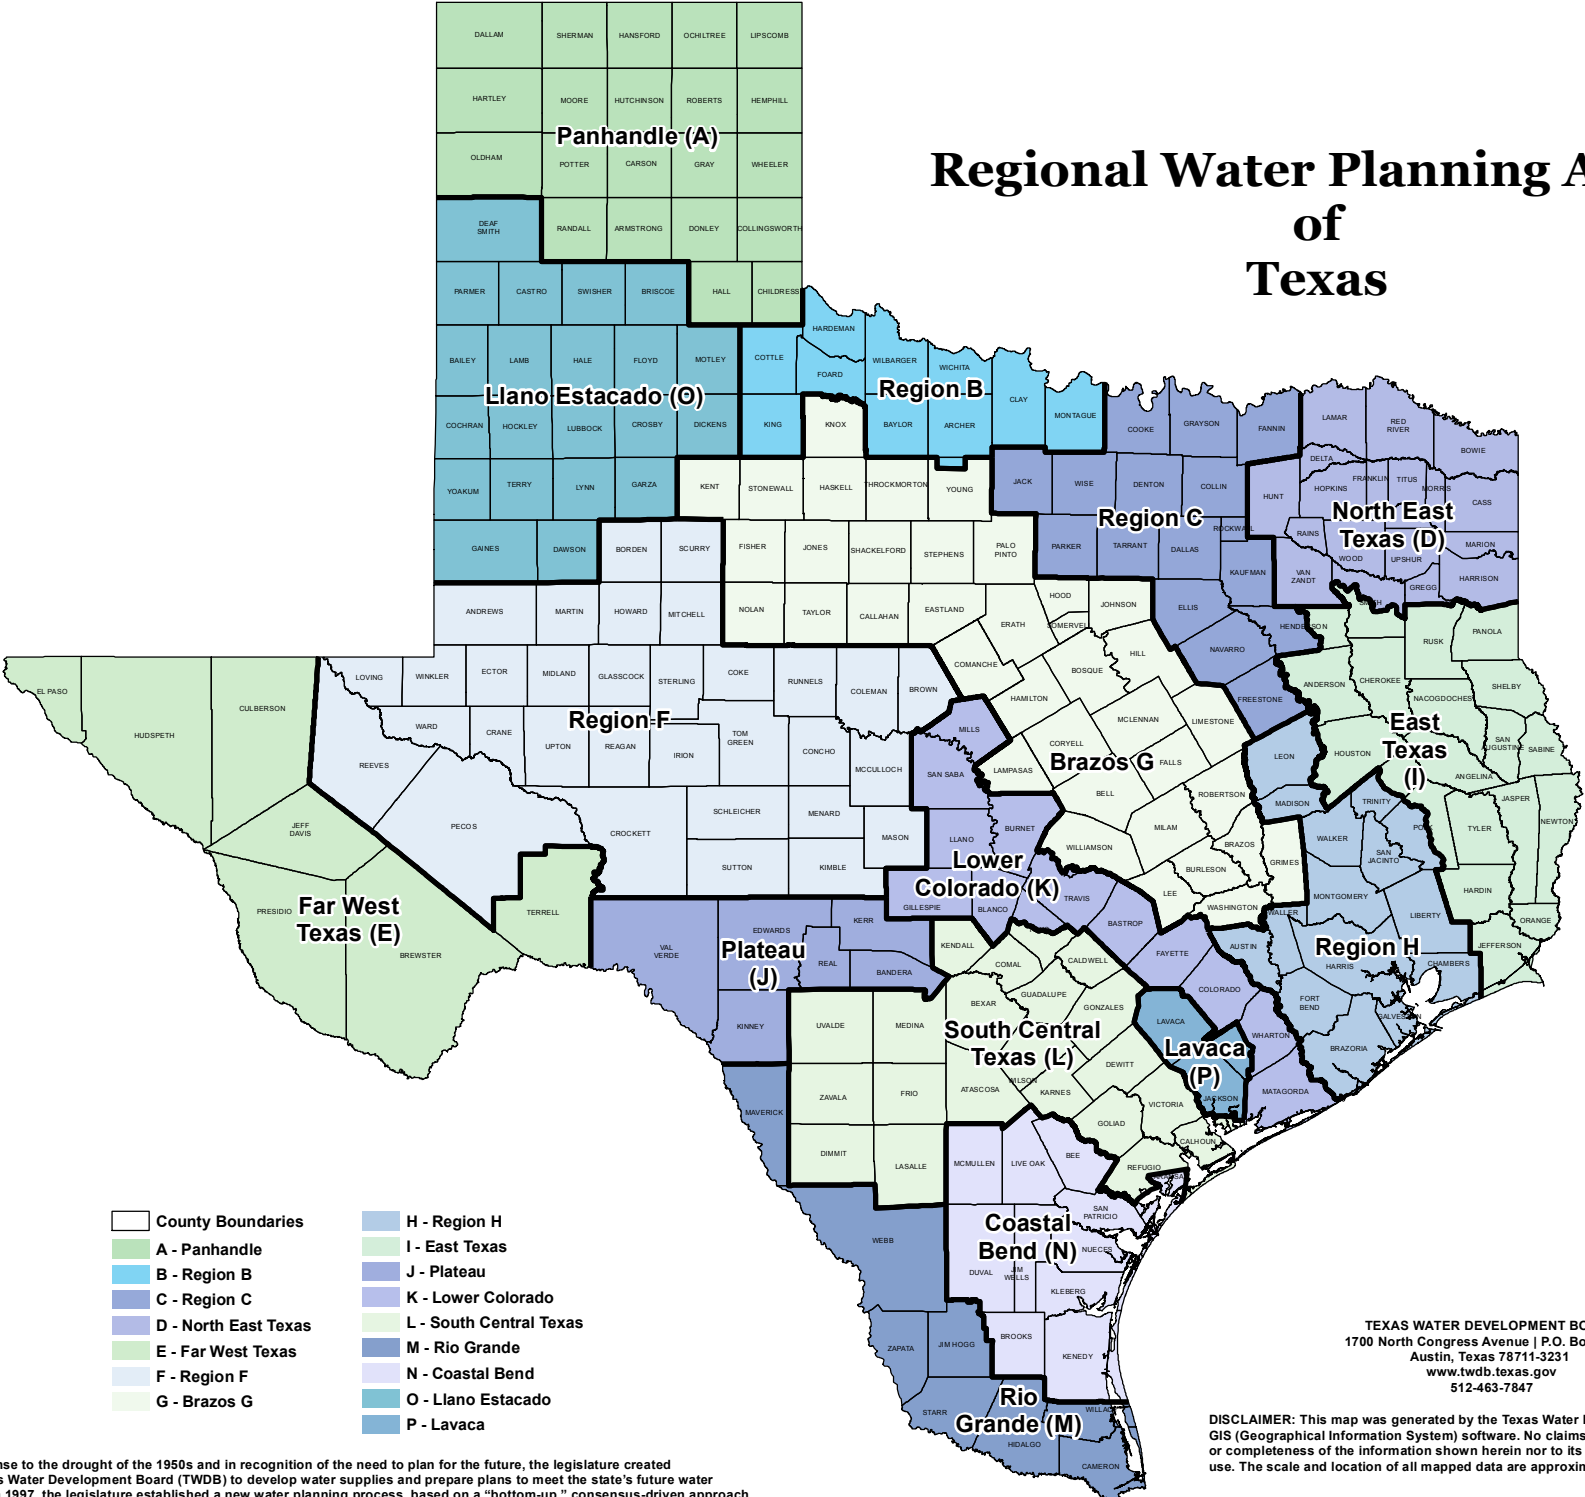 Regional Water Planning A
of
Texas
DALLAM
SHERMAN
HANSFORD
OCHILTREE
LIPSCOMB
HARTLEY
MOORE
HUTCHINSON
ROBERTS
HEMPHILL
Panhandle (A)
OLDHAM
POTTER
CARSON
GRAY
WHEELER
DEAF
SMITH
RANDALL
ARMSTRONG
DONLEY
COLLINGSWORTH
PARMER
CASTRO
SWISHER
BRISCOE
HALL
CHILDRESS
BAILEY
LAMB
HALE
FLOYD
MOTLEY
COTTLE
HARDEMAN
FOARD
WILBARGER
WICHITA
CLAY
MONTAGUE
Llano Estacado (O)
Region B
COCHRAN
HOCKLEY
LUBBOCK
CROSBY
DICKENS
KING
KNOX
BAYLOR
ARCHER
COOKE
GRAYSON
FANNIN
LAMAR
RED
RIVER
BOWIE
YOAKUM
TERRY
LYNN
GARZA
KENT
STONEWALL
HASKELL
THROCKMORTON
YOUNG
JACK
WISE
DENTON
COLLIN
HUNT
DELTA
HOPKINS
FRANKLIN
TITUS
MORRIS
CASS
Region C
North East
Texas (D)
GAINES
DAWSON
BORDEN
SCURRY
FISHER
JONES
SHACKELFORD
STEPHENS
PALO
PINTO
PARKER
TARRANT
DALLAS
ROCKWALL
KAUFMAN
RAINS
WOOD
VAN
ZANDT
UPSHUR
MARION
HARRISON
GREGG
SMITH
ANDREWS
MARTIN
HOWARD
MITCHELL
NOLAN
TAYLOR
CALLAHAN
EASTLAND
ERATH
HOOD
SOMERVELL
JOHNSON
ELLIS
HENDERSON
NAVARRO
RUSK
PANOLA
EL PASO
HUDSPETH
CULBERSON
LOVING
WINKLER
ECTOR
MIDLAND
GLASSCOCK
STERLING
COKE
RUNNELS
COLEMAN
BROWN
COMANCHE
HAMILTON
BOSQUE
HILL
FREESTONE
ANDERSON
CHEROKEE
NACOGDOCHES
SHELBY
Region F
WARD
CRANE
UPTON
REAGAN
IRION
TOM
GREEN
CONCHO
MCCULLOCH
MILLS
SAN SABA
LAMPASAS
CORYELL
MCLENNAN
LIMESTONE
FALLS
BELL
Brazos G
LEON
HOUSTON
East
Texas
(I)
SAN
AUGUSTINE
SABINE
ANGELINA
REEVES
PECOS
JEFF
DAVIS
CROCKETT
SCHLEICHER
MENARD
MASON
SUTTON
KIMBLE
LLANO
BURNET
WILLIAMSON
MILAM
ROBERTSON
BRAZOS
BURLESON
MADISON
GRIMES
WALKER
TRINITY
POLK
SAN
JACINTO
TYLER
JASPER
NEWTON
Lower
Colorado (K)
GILLESPIE
BLANCO
TRAVIS
BASTROP
LEE
WASHINGTON
WALLER
MONTGOMERY
LIBERTY
HARDIN
ORANGE
JEFFERSON
PRESIDIO
BREWSTER
TERRELL
Far West
Texas (E)
VAL
VERDE
EDWARDS
KERR
REAL
BANDERA
KINNEY
Plateau
(J)
KENDALL
COMAL
CALDWELL
FAYETTE
COLORADO
AUSTIN
HARRIS
CHAMBERS
Region H
FORT
BEND
GALVESTON
BRAZORIA
UVALDE
MEDINA
BEXAR
GUADALUPE
GONZALES
LAVACA
WHARTON
MATAGORDA
South Central
Texas (L)
Lavaca
(P)
JACKSON
ZAVALA
FRIO
ATASCOSA
WILSON
KARNES
DEWITT
VICTORIA
GOLIAD
CALHOUN
REFUGIO
MAVERICK
DIMMIT
LASALLE
MCMULLEN
LIVE OAK
BEE
SAN
PATRICIO
NUECES
Coastal
Bend (N)
WEBB
DUVAL
JIM
WELLS
KLEBERG
BROOKS
KENEDY
ZAPATA
JIM HOGG
STARR
HIDALGO
CAMERON
Rio
Grande (M)
County Boundaries
A - Panhandle
B - Region B
C - Region C
D - North East Texas
E - Far West Texas
F - Region F
G - Brazos G
H - Region H
I - East Texas
J - Plateau
K - Lower Colorado
L - South Central Texas
M - Rio Grande
N - Coastal Bend
O - Llano Estacado
P - Lavaca
TEXAS WATER DEVELOPMENT BO
1700 North Congress Avenue | P.O. Bo
Austin, Texas 78711-3231
www.twdb.texas.gov
512-463-7847
DISCLAIMER: This map was generated by the Texas Water
GIS (Geographical Information System) software. No claims
or completeness of the information shown herein nor to its
use. The scale and location of all mapped data are approxim
nse to the drought of the 1950s and in recognition of the need to plan for the future, the legislature created
s Water Development Board (TWDB) to develop water supplies and prepare plans to meet the state's future water
1997, the legislature established a new water planning process, based on a "bottom-up," consensus-driven approach